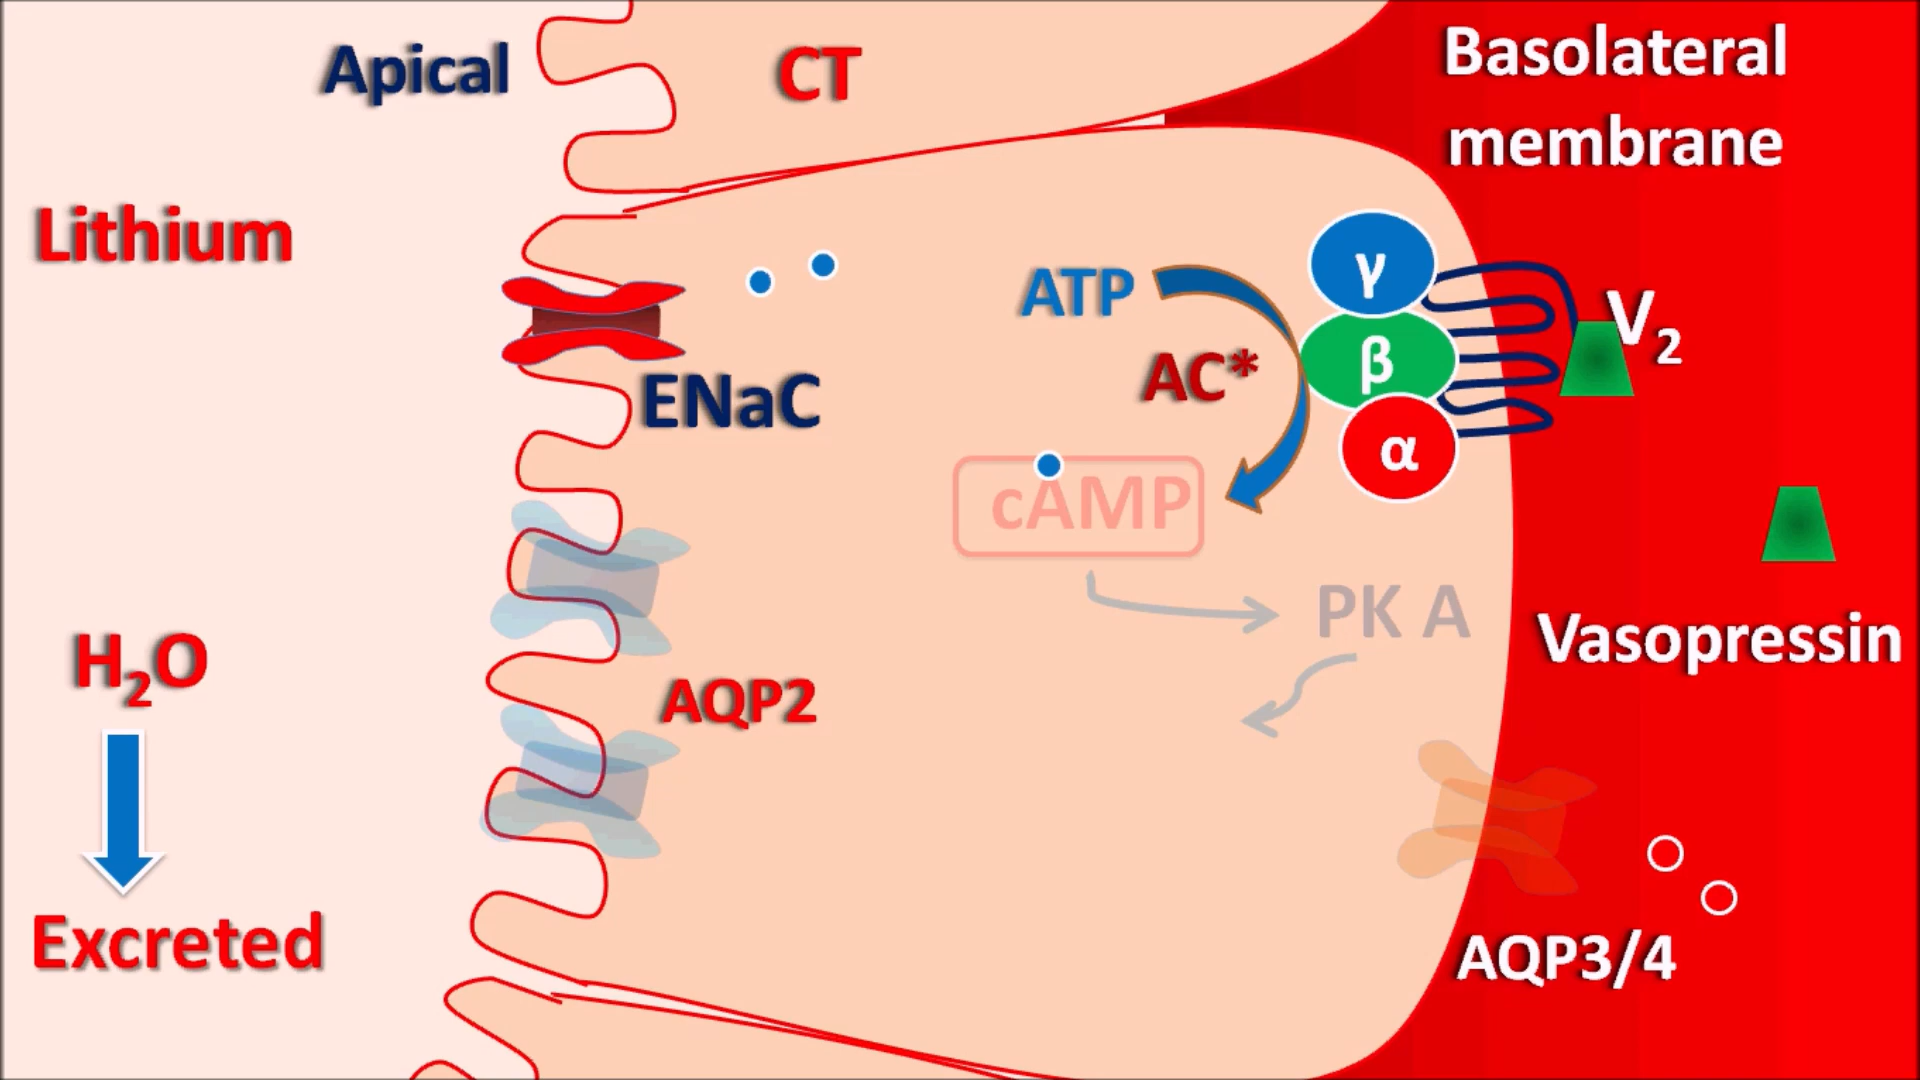 Apical
CT
Basolateral
membrane
Lithium
γ
ATP
V₂
β
AC*
ENaC
α
cAMP
PK A
Vasopressin
H₂O
AQP2
Excreted
AQP3/4